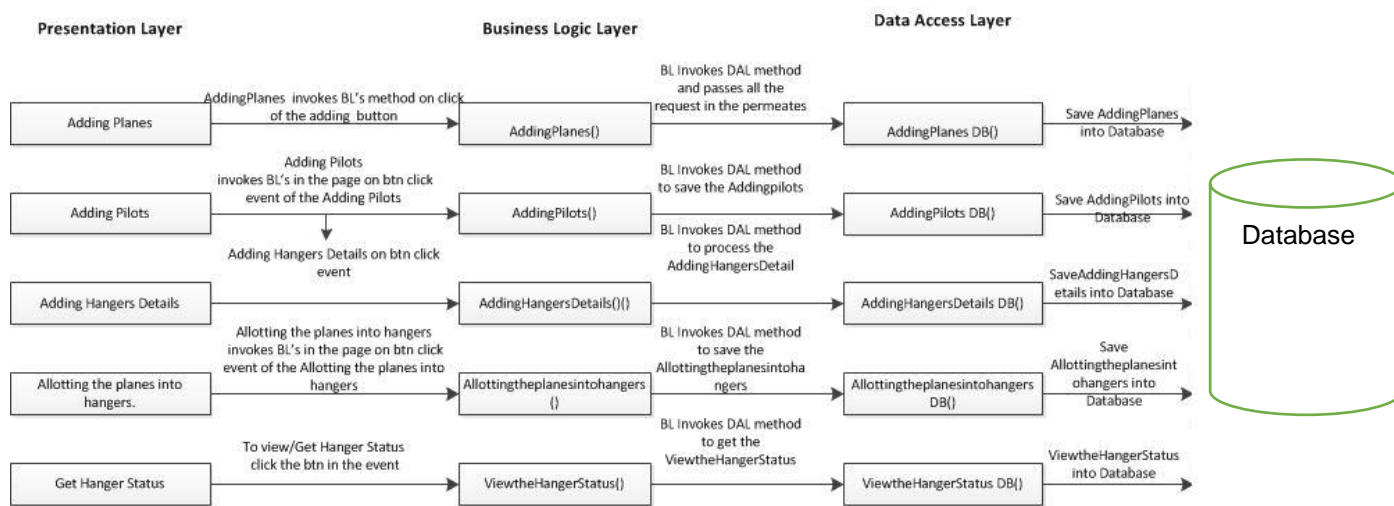 Presentation Layer
Business Logic Layer
Data Access Layer
Adding Planes
AddingPlanes invokes BL's method on click
of the adding button
AddingPlanes()
BL Invokes DAL method
and passes all the
request in the permeates
AddingPlanes DB()
Save AddingPlanes
into Database
Adding Pilots
Adding Pilots
invokes BL's in the page on btn click
event of the Adding Pilots
AddingPilots()
BL Invokes DAL method
to save the Addingpilots
AddingPilots DB()
Save AddingPilots into
Database
Adding Hangers Details on btn click
event
Adding Hangers Details
AddingHangersDetails()()
BL Invokes DAL method
to process the
AddingHangersDetail
AddingHangersDetails DB()
SaveAddingHangersD
etails into Database
Allotting the planes into
hangers.
Allotting the planes into hangers
invokes BL's in the page on btn click
event of the Allotting the planes into
hangers
Allottingtheplanesintohangers
()
BL Invokes DAL method
to save the
Allottingtheplanesintoha
ngers
Allottingtheplanesintohangers
DB()
Save
Allottingtheplanesint
ohangers into
Database
Get Hanger Status
To view/Get Hanger Status
click the btn in the event
ViewtheHangerStatus()
BL Invokes DAL method
to get the
ViewtheHangerStatus
ViewtheHangerStatus DB()
ViewtheHangerStatus
into Database
Database